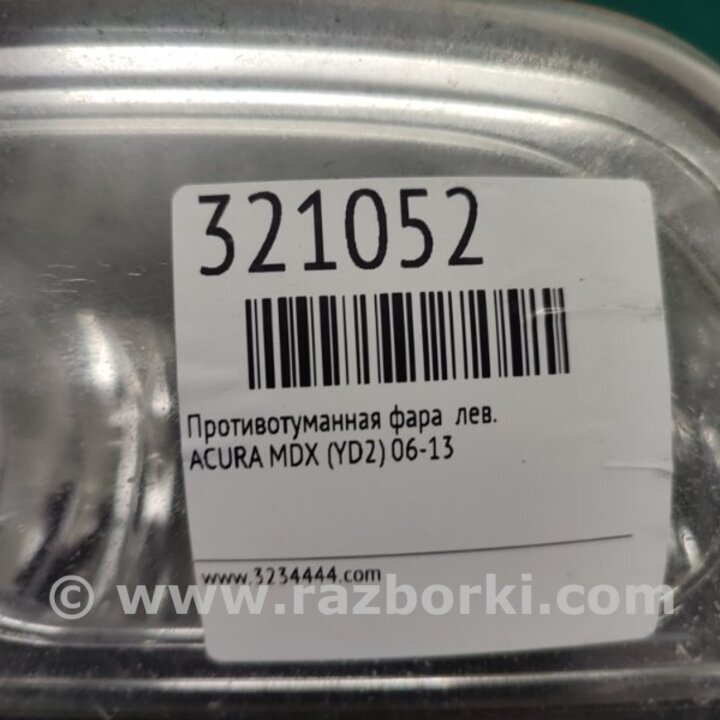 321052
Противотуманная фара лев.
ACURA MDX (YD2) 06-13
www.3234444.com
© www.razborki.com